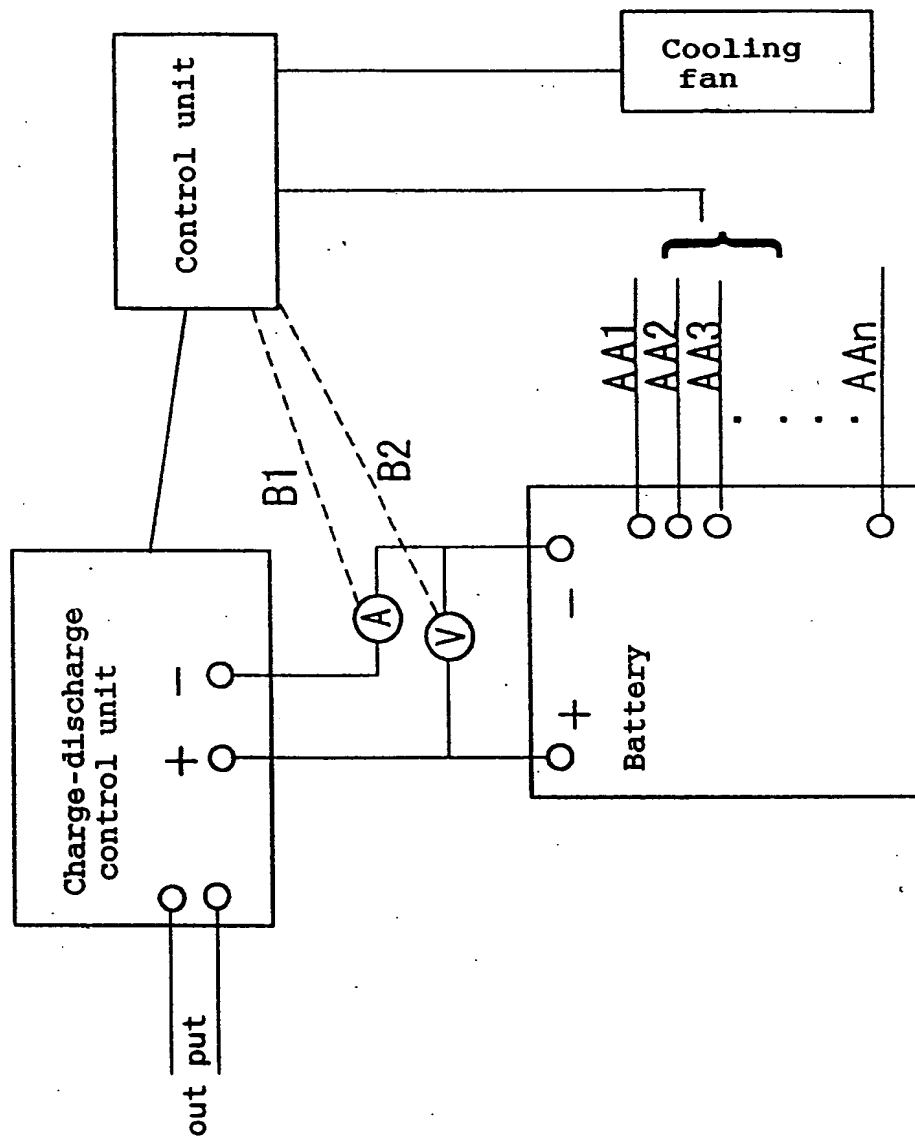 Cooling
fan
Control unit
B1
B2
Charge-discharge
control unit
+ −
A
V
out put
+ −
Battery
AA1
AA2
AA3
. . . .
AAn